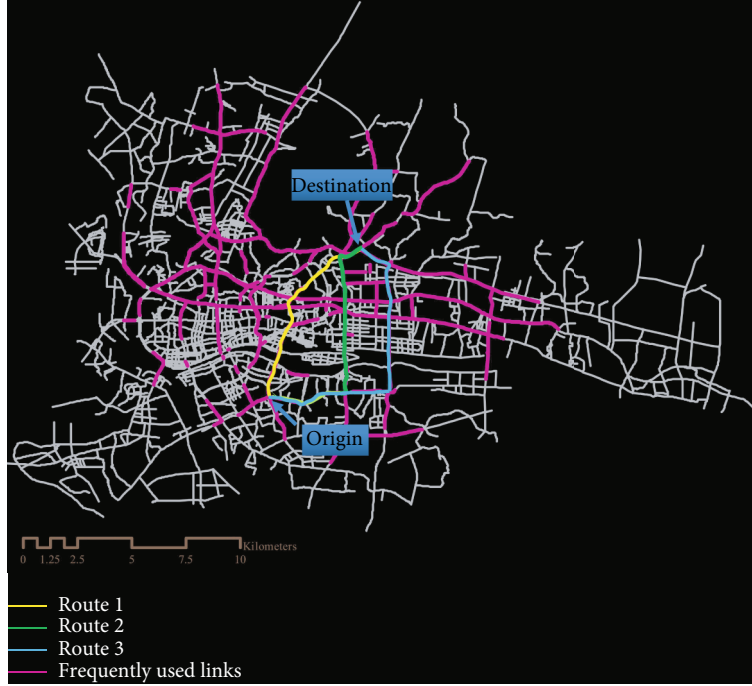 Destination
Origin
Kilometers
0 1.25 2.5 5 7.5 10
Route 1
Route 2
Route 3
Frequently used links